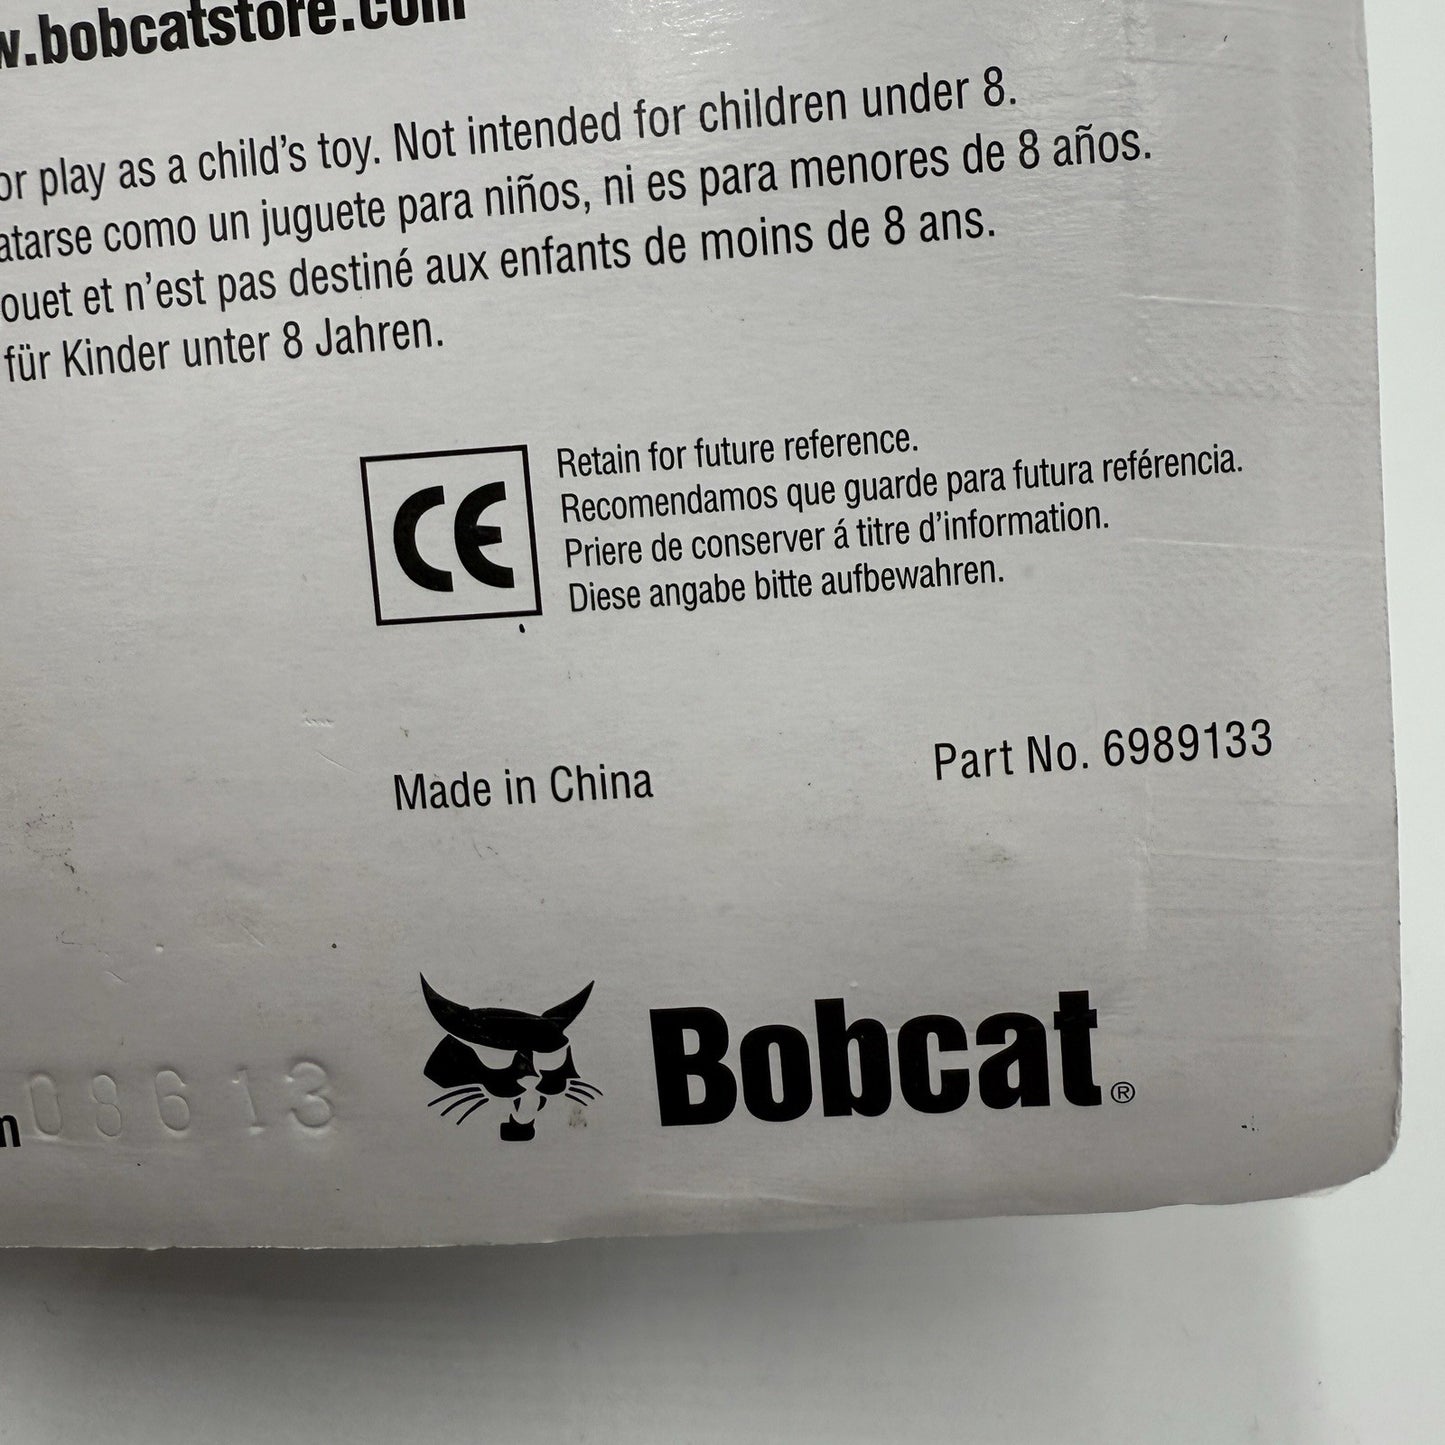 .bobcatstore.com
or play as a child's toy. Not intended for children under 8.
atarse como un juguete para niños, ni es para menores de 8 años.
ouet et n'est pas destiné aux enfants de moins de 8 ans.
für Kinder unter 8 Jahren.
CE
Retain for future reference.
Recomendamos que guarde para futura reférencia.
Priere de conserver á titre d'information.
Diese angabe bitte aufbewahren.
Made in China
Part No. 6989133
08613
Bobcat®